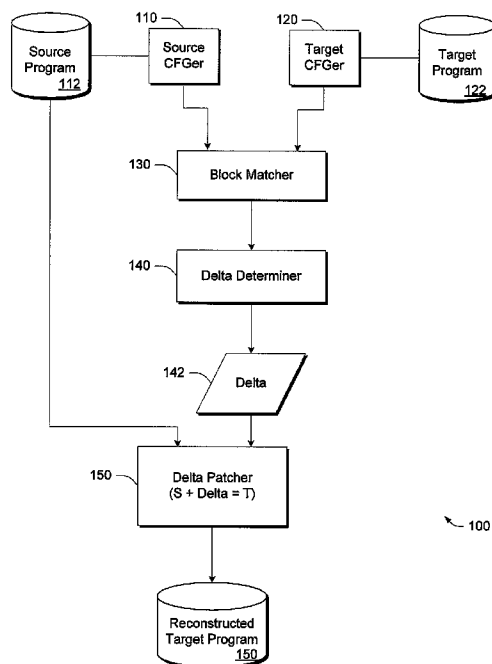 110
120
Source
Program
112
Source
CFGer
Target
CFGer
Target
Program
122
130
Block Matcher
140
Delta Determiner
142
Delta
150
Delta Patcher
(S + Delta = T)
100
Reconstructed
Target Program
150